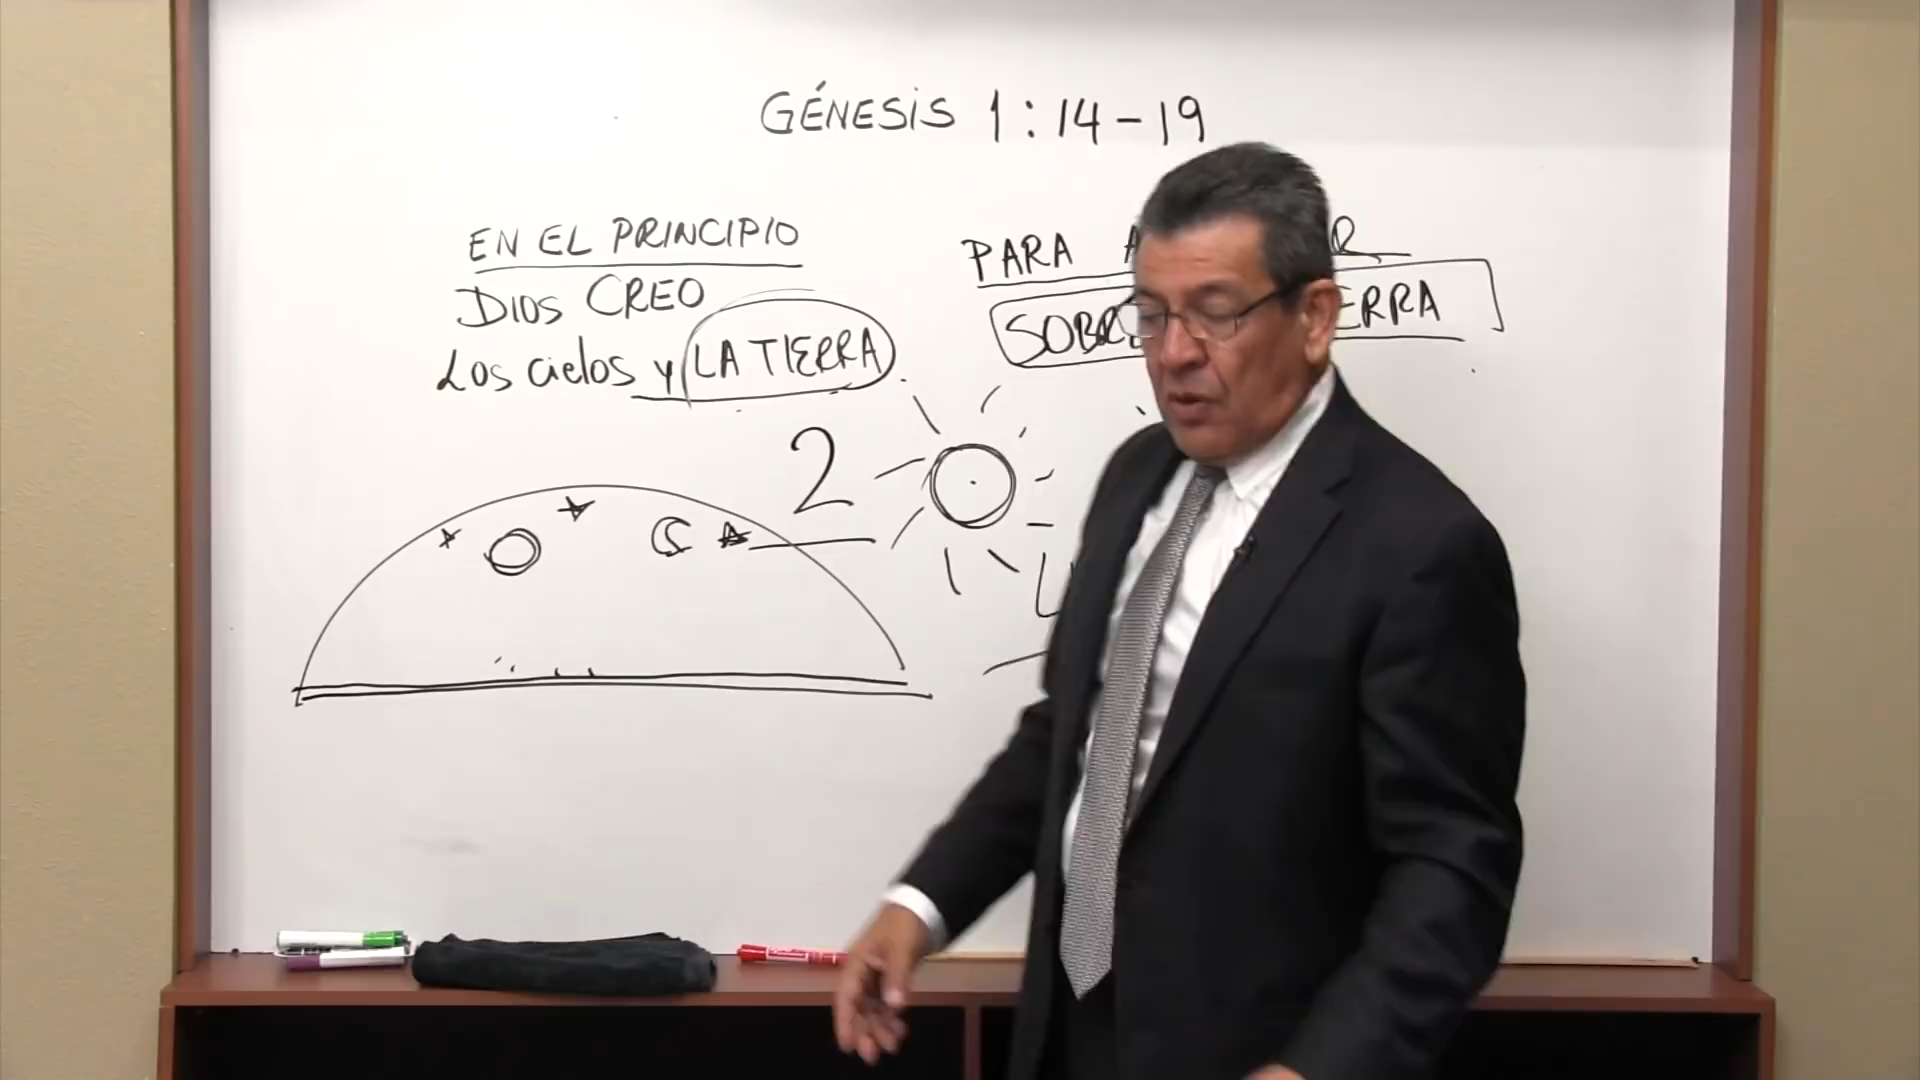 GÉNESIS 1:14-19
EN EL PRINCIPIO
DIOS CREO
LOS CIELOS Y LA TIERRA
PARA
2